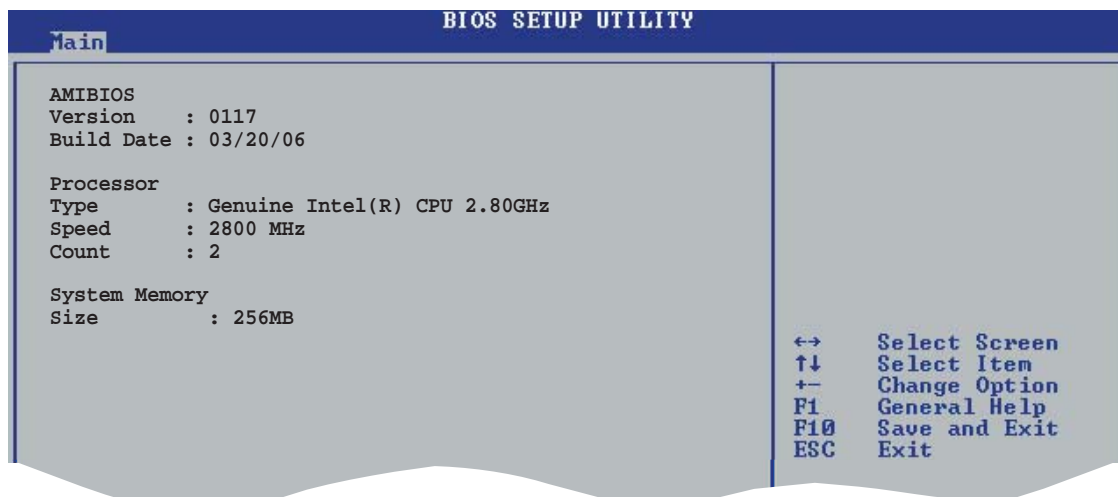 BIOS SETUP UTILITY
Main
AMIBIOS
Version : 0117
Build Date : 03/20/06
Processor
Type : Genuine Intel(R) CPU 2.80GHz
Speed : 2800 MHz
Count : 2
System Memory
Size : 256MB
←→ Select Screen
↑↓ Select Item
+- Change Option
F1 General Help
F10 Save and Exit
ESC Exit